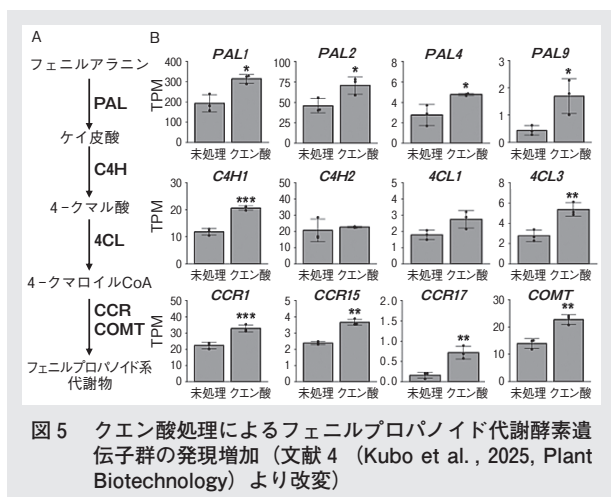 A
フェニルアラニン
PAL
ケイ皮酸
C4H
4-クマル酸
4CL
4-クマロイルCoA
CCR
COMT
フェニルプロパノイド系
代謝物
B
PAL1 PAL2 PAL4 PAL9
TPM
400 100 6 3
300 75 4 2
200 50 2 1
100 25 0 0
0 0
* * * *
未処理 クエン酸 未処理 クエン酸 未処理 クエン酸 未処理 クエン酸
C4H1 C4H2 4CL1 4CL3
TPM
30 50 4 8
20 40 3 6
10 30 2 4
0 20 1 2
10 0 0
0
*** **
未処理 クエン酸 未処理 クエン酸 未処理 クエン酸 未処理 クエン酸
CCR1 CCR15 CCR17 COMT
TPM
50 5 2.0 30
40 4 1.5 20
30 3 1.0 10
20 2 0.5 0
10 1 0.0
0 0
*** ** ** **
未処理 クエン酸 未処理 クエン酸 未処理 クエン酸 未処理 クエン酸
図5 クエン酸処理によるフェニルプロパノイド代謝酵素遺
伝子群の発現増加(文献4 (Kubo et al., 2025, Plant
Biotechnology)より改変)